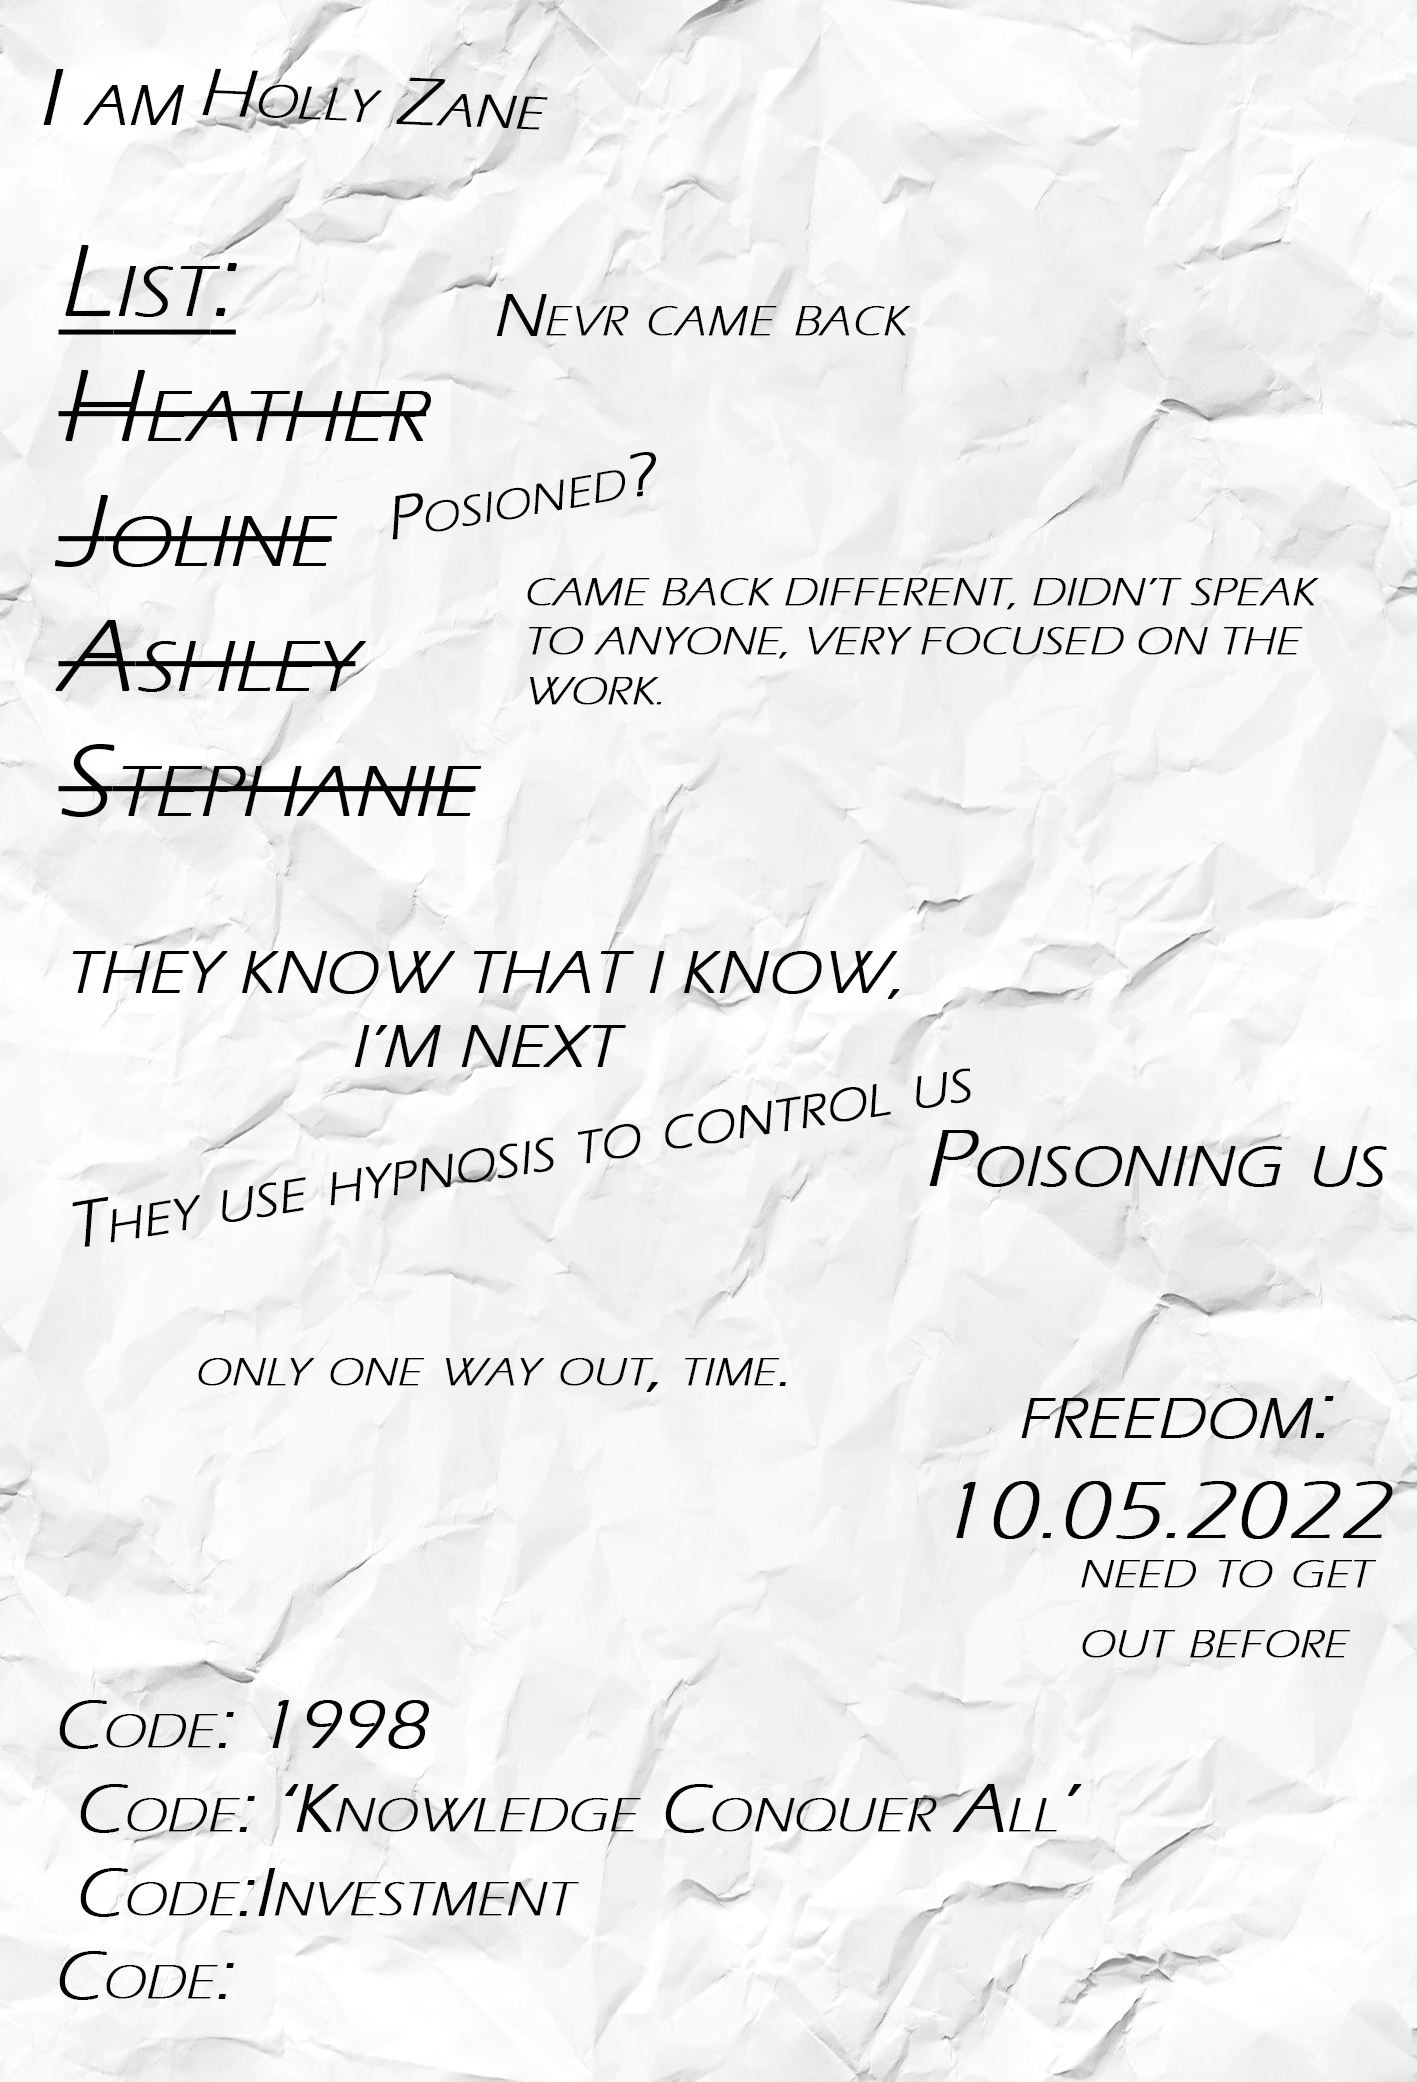 I am Holly Zane
List:
Nevr came back
Heather
Posioned?
Joline
came back different, didn’t speak
to anyone, very focused on the
work.
Ashley
Stephanie
they know that I know,
I’m next
They use hypnosis to control us
Poisoning us
only one way out, time.
freedom:
10.05.2022
need to get
out before
Code: 1998
Code: ‘Knowledge Conquer All’
Code:Investment
Code: